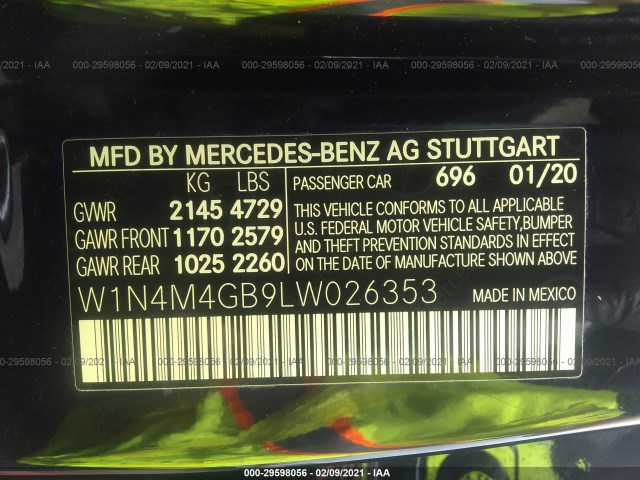 000-29598056 - 02/09/2021 - IAA 000-29598056 - 02/09/2021 - IAA 000-29598056 - 02/09/2021 - IAA
MFD BY MERCEDES-BENZ AG STUTTGART
KG LBS PASSENGER CAR 696 01/20
GVWR 2145 4729
GAWR FRONT 1170 2579
GAWR REAR 1025 2260
THIS VEHICLE CONFORMS TO ALL APPLICABLE
U.S. FEDERAL MOTOR VEHICLE SAFETY, BUMPER
AND THEFT PREVENTION STANDARDS IN EFFECT
ON THE DATE OF MANUFACTURE SHOWN ABOVE
W1N4M4GB9LW026353 MADE IN MEXICO
02/09/2021 - IAA 000-29598056 - 02/09/2021 - IAA 000-29598056 - 02/09/2021 - IAA 000-29598056
000-29598056 - 02/09/2021 - IAA